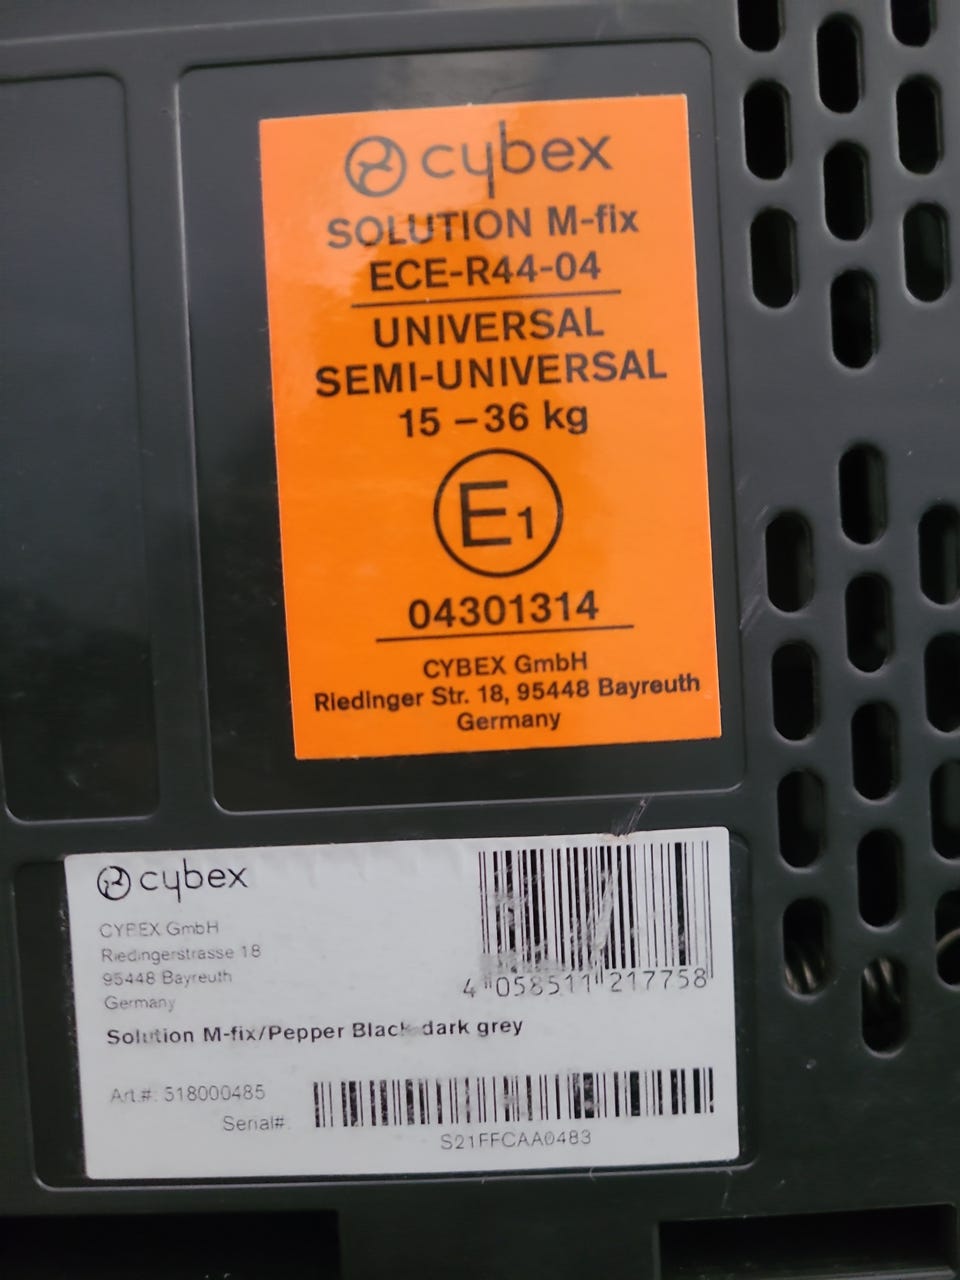 cybex
SOLUTION M-fix
ECE-R44-04
UNIVERSAL
SEMI-UNIVERSAL
15 – 36 kg
E1
04301314
CYBEX GmbH
Riedinger Str. 18, 95448 Bayreuth
Germany
cybex
CYBEX GmbH
Riedingerstrasse 18
95448 Bayreuth
Germany
4 058511 217758
Solution M-fix/Pepper Black dark grey
Art.#: 518000485
Serial#:
S21FFCAA0483